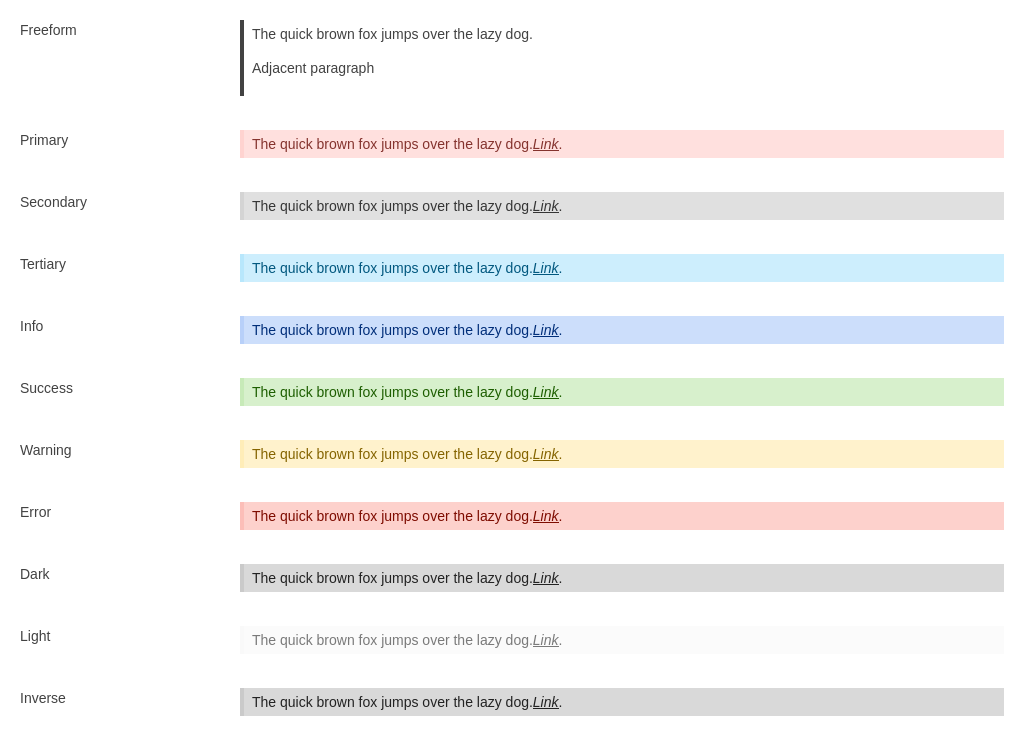 Freeform
The quick brown fox jumps over the lazy dog.
Adjacent paragraph
Primary
The quick brown fox jumps over the lazy dog.Link.
Secondary
The quick brown fox jumps over the lazy dog.Link.
Tertiary
The quick brown fox jumps over the lazy dog.Link.
Info
The quick brown fox jumps over the lazy dog.Link.
Success
The quick brown fox jumps over the lazy dog.Link.
Warning
The quick brown fox jumps over the lazy dog.Link.
Error
The quick brown fox jumps over the lazy dog.Link.
Dark
The quick brown fox jumps over the lazy dog.Link.
Light
The quick brown fox jumps over the lazy dog.Link.
Inverse
The quick brown fox jumps over the lazy dog.Link.